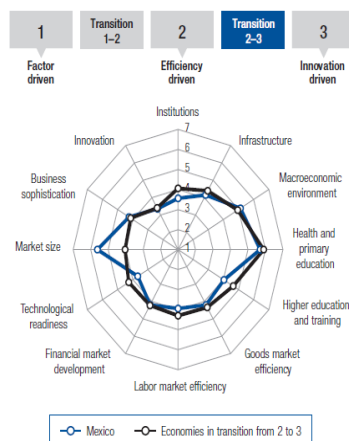 1
Transition
1–2
2
Transition
2–3
3
Factor
driven
Efficiency
driven
Innovation
driven
Institutions
Innovation
Infrastructure
Business
sophistication
Macroeconomic
environment
Market size
Health and
primary
education
Technological
readiness
Higher education
and training
Financial market
development
Goods market
efficiency
Labor market efficiency
7
6
5
4
3
2
1
Mexico
Economies in transition from 2 to 3